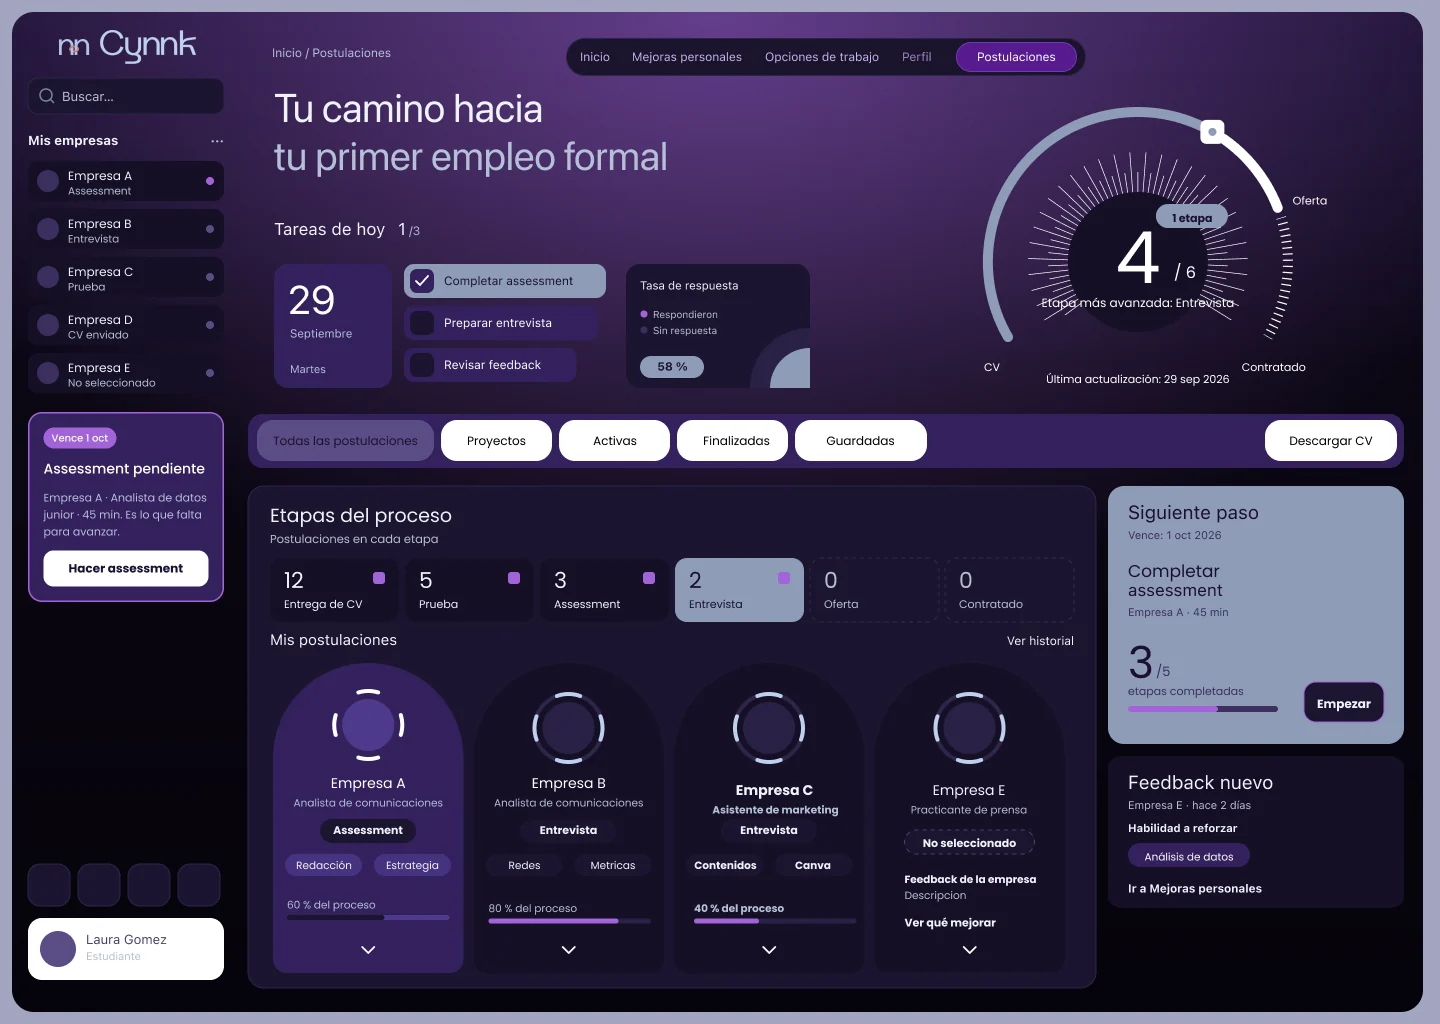 nn Cynnk
Buscar...
Mis empresas
Empresa A
Assessment
Empresa B
Entrevista
Empresa C
Prueba
Empresa D
CV enviado
Empresa E
No seleccionado
Vence 1 oct
Assessment pendiente
Empresa A · Analista de datos
junior · 45 min. Es lo que falta
para avanzar.
Hacer assessment
Laura Gomez
Estudiante
Inicio / Postulaciones
Inicio
Mejoras personales
Opciones de trabajo
Perfil
Postulaciones
Tu camino hacia
tu primer empleo formal
Tareas de hoy 1 /3
29
Septiembre
Martes
Completar assessment
Preparar entrevista
Revisar feedback
Tasa de respuesta
Respondieron
Sin respuesta
58 %
Oferta
1 etapa
4 / 6
Etapa más avanzada: Entrevista
CV
Contratado
Última actualización: 29 sep 2026
Todas las postulaciones
Proyectos
Activas
Finalizadas
Guardadas
Descargar CV
Etapas del proceso
Postulaciones en cada etapa
12
Entrega de CV
5
Prueba
3
Assessment
2
Entrevista
0
Oferta
0
Contratado
Mis postulaciones
Ver historial
Empresa A
Analista de comunicaciones
Assessment
Redacción
Estrategia
60 % del proceso
Empresa B
Analista de comunicaciones
Entrevista
Redes
Metricas
80 % del proceso
Empresa C
Asistente de marketing
Entrevista
Contenidos
Canva
40 % del proceso
Empresa E
Practicante de prensa
No seleccionado
Feedback de la empresa
Descripcion
Ver qué mejorar
Siguiente paso
Vence: 1 oct 2026
Completar
assessment
Empresa A · 45 min
3 /5
etapas completadas
Empezar
Feedback nuevo
Empresa E · hace 2 días
Habilidad a reforzar
Análisis de datos
Ir a Mejoras personales